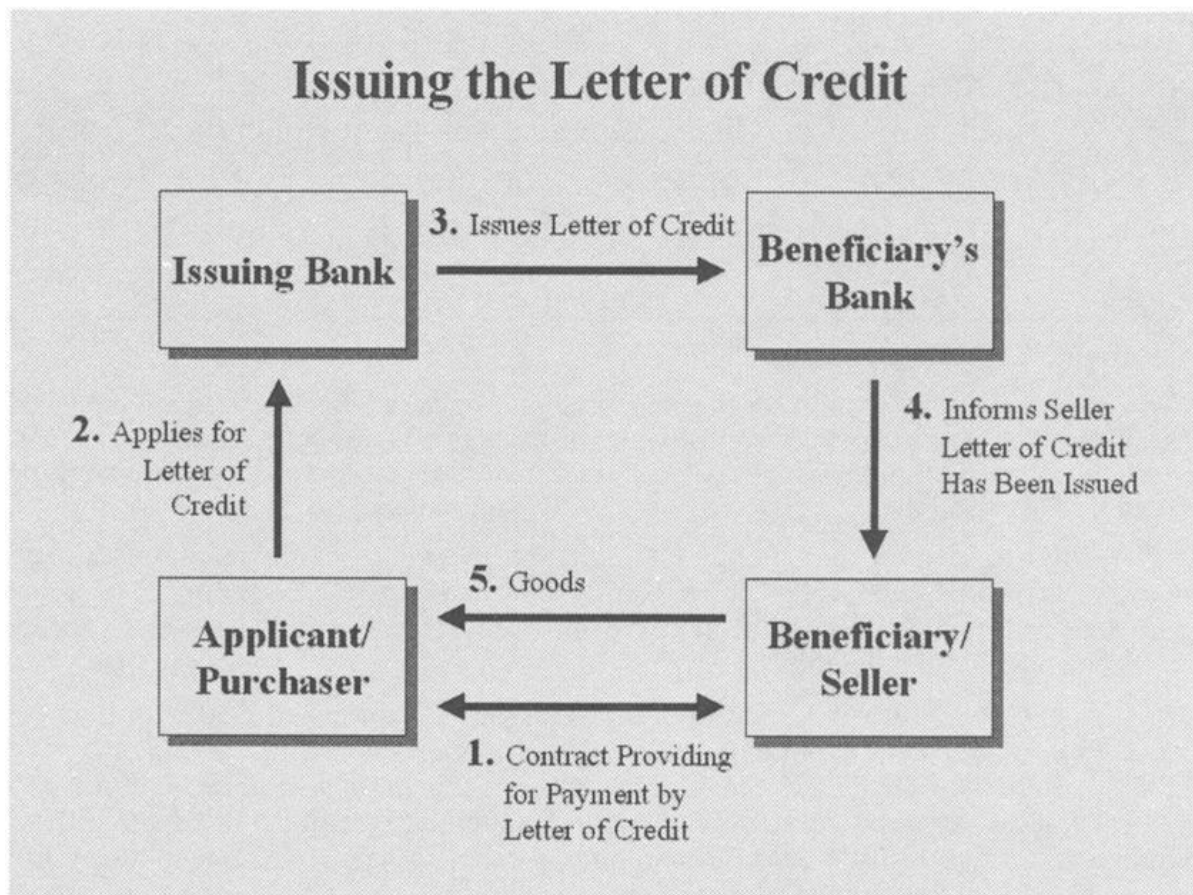 Issuing the Letter of Credit
Issuing Bank
3. Issues Letter of Credit
Beneficiary's
Bank
2. Applies for
Letter of
Credit
4. Informs Seller
Letter of Credit
Has Been Issued
Applicant/
Purchaser
5. Goods
Beneficiary/
Seller
1. Contract Providing
for Payment by
Letter of Credit